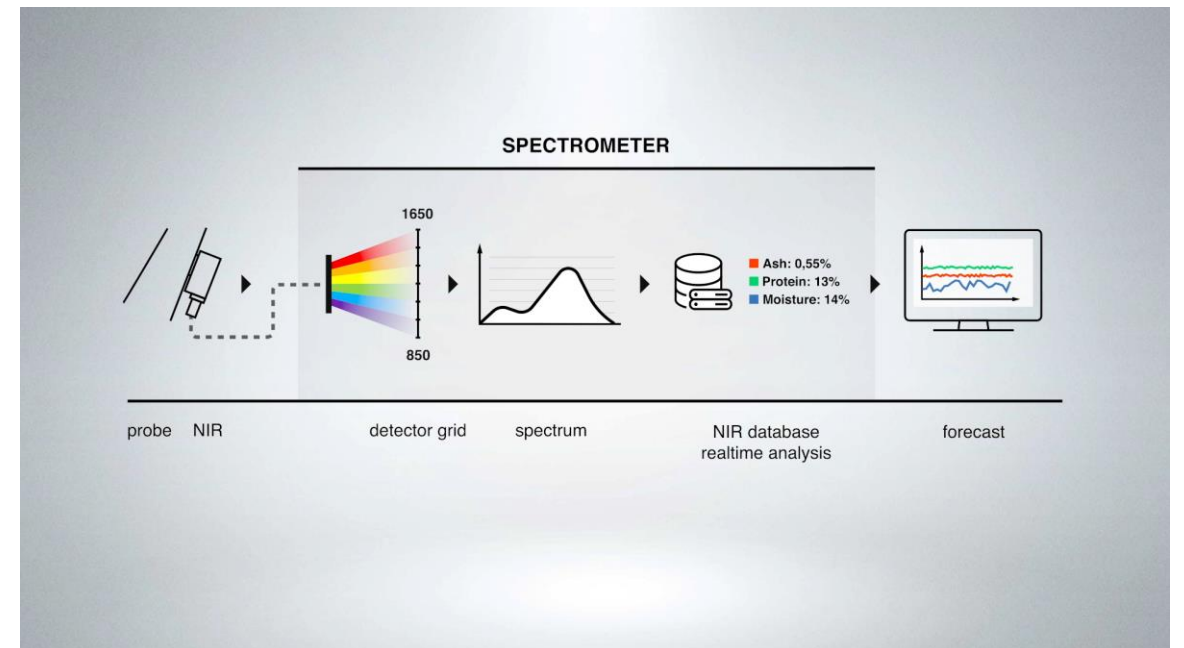 SPECTROMETER
1650
850
Ash: 0,55%
Protein: 13%
Moisture: 14%
probe NIR
detector grid
spectrum
NIR database
realtime analysis
forecast